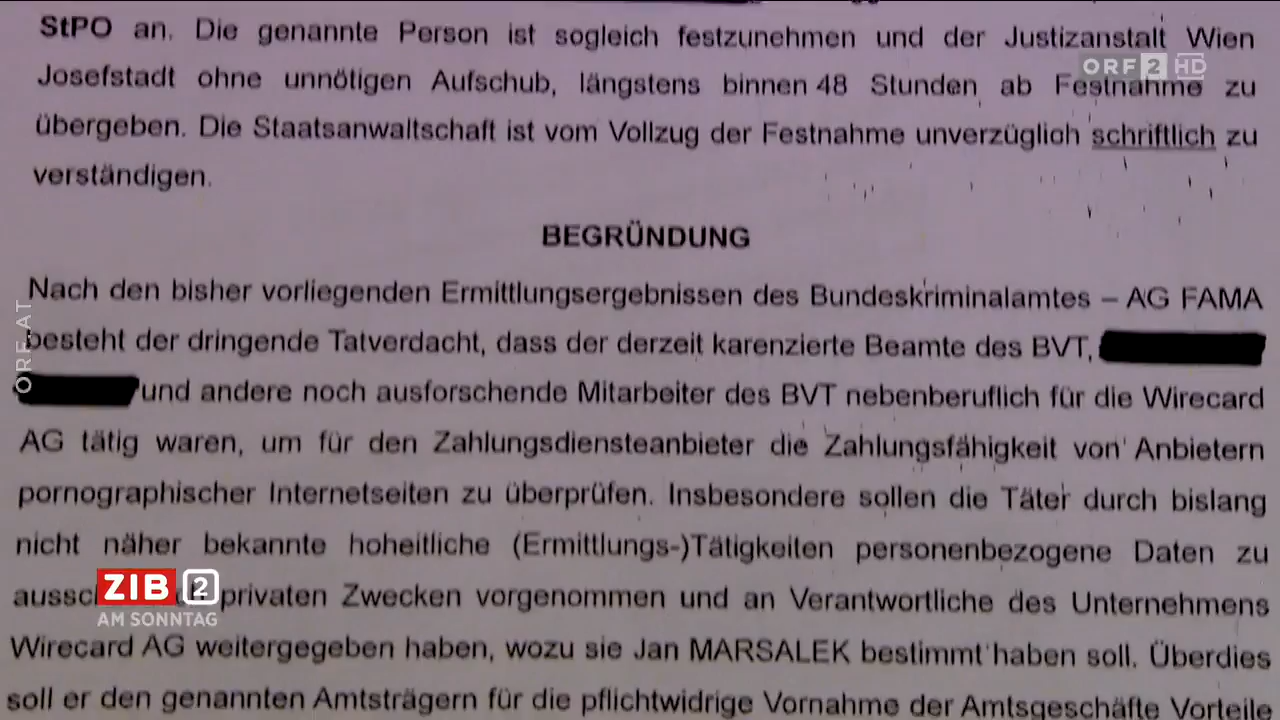 StPO an. Die genannte Person ist sogleich festzunehmen und der Justizanstalt Wien
ORF 2 HD
Josefstadt ohne unnötigen Aufschub, längstens binnen 48 Stunden ab Festnahme zu
übergeben. Die Staatsanwaltschaft ist vom Vollzug der Festnahme unverzüglich schriftlich zu
verständigen.
BEGRÜNDUNG
Nach den bisher vorliegenden Ermittlungsergebnissen des Bundeskriminalamtes – AG FAMA
ORF.AT
besteht der dringende Tatverdacht, dass der derzeit karenzierte Beamte des BVT,
und andere noch ausforschende Mitarbeiter des BVT nebenberuflich für die Wirecard
AG tätig waren, um für den Zahlungsdiensteanbieter die Zahlungsfähigkeit von Anbietern
pornographischer Internetseiten zu überprüfen. Insbesondere sollen die Täter durch bislang
nicht näher bekannte hoheitliche (Ermittlungs-)Tätigkeiten personenbezogene Daten zu
privaten Zwecken vorgenommen und an Verantwortliche des Unternehmens
ZIB 2
AM SONNTAG
Wirecard AG weitergegeben haben, wozu sie Jan MARSALEK bestimmt haben soll. Überdies
soll er den genannten Amtsträgern für die pflichtwidrige Vornahme der Amtsgeschäfte Vorteile